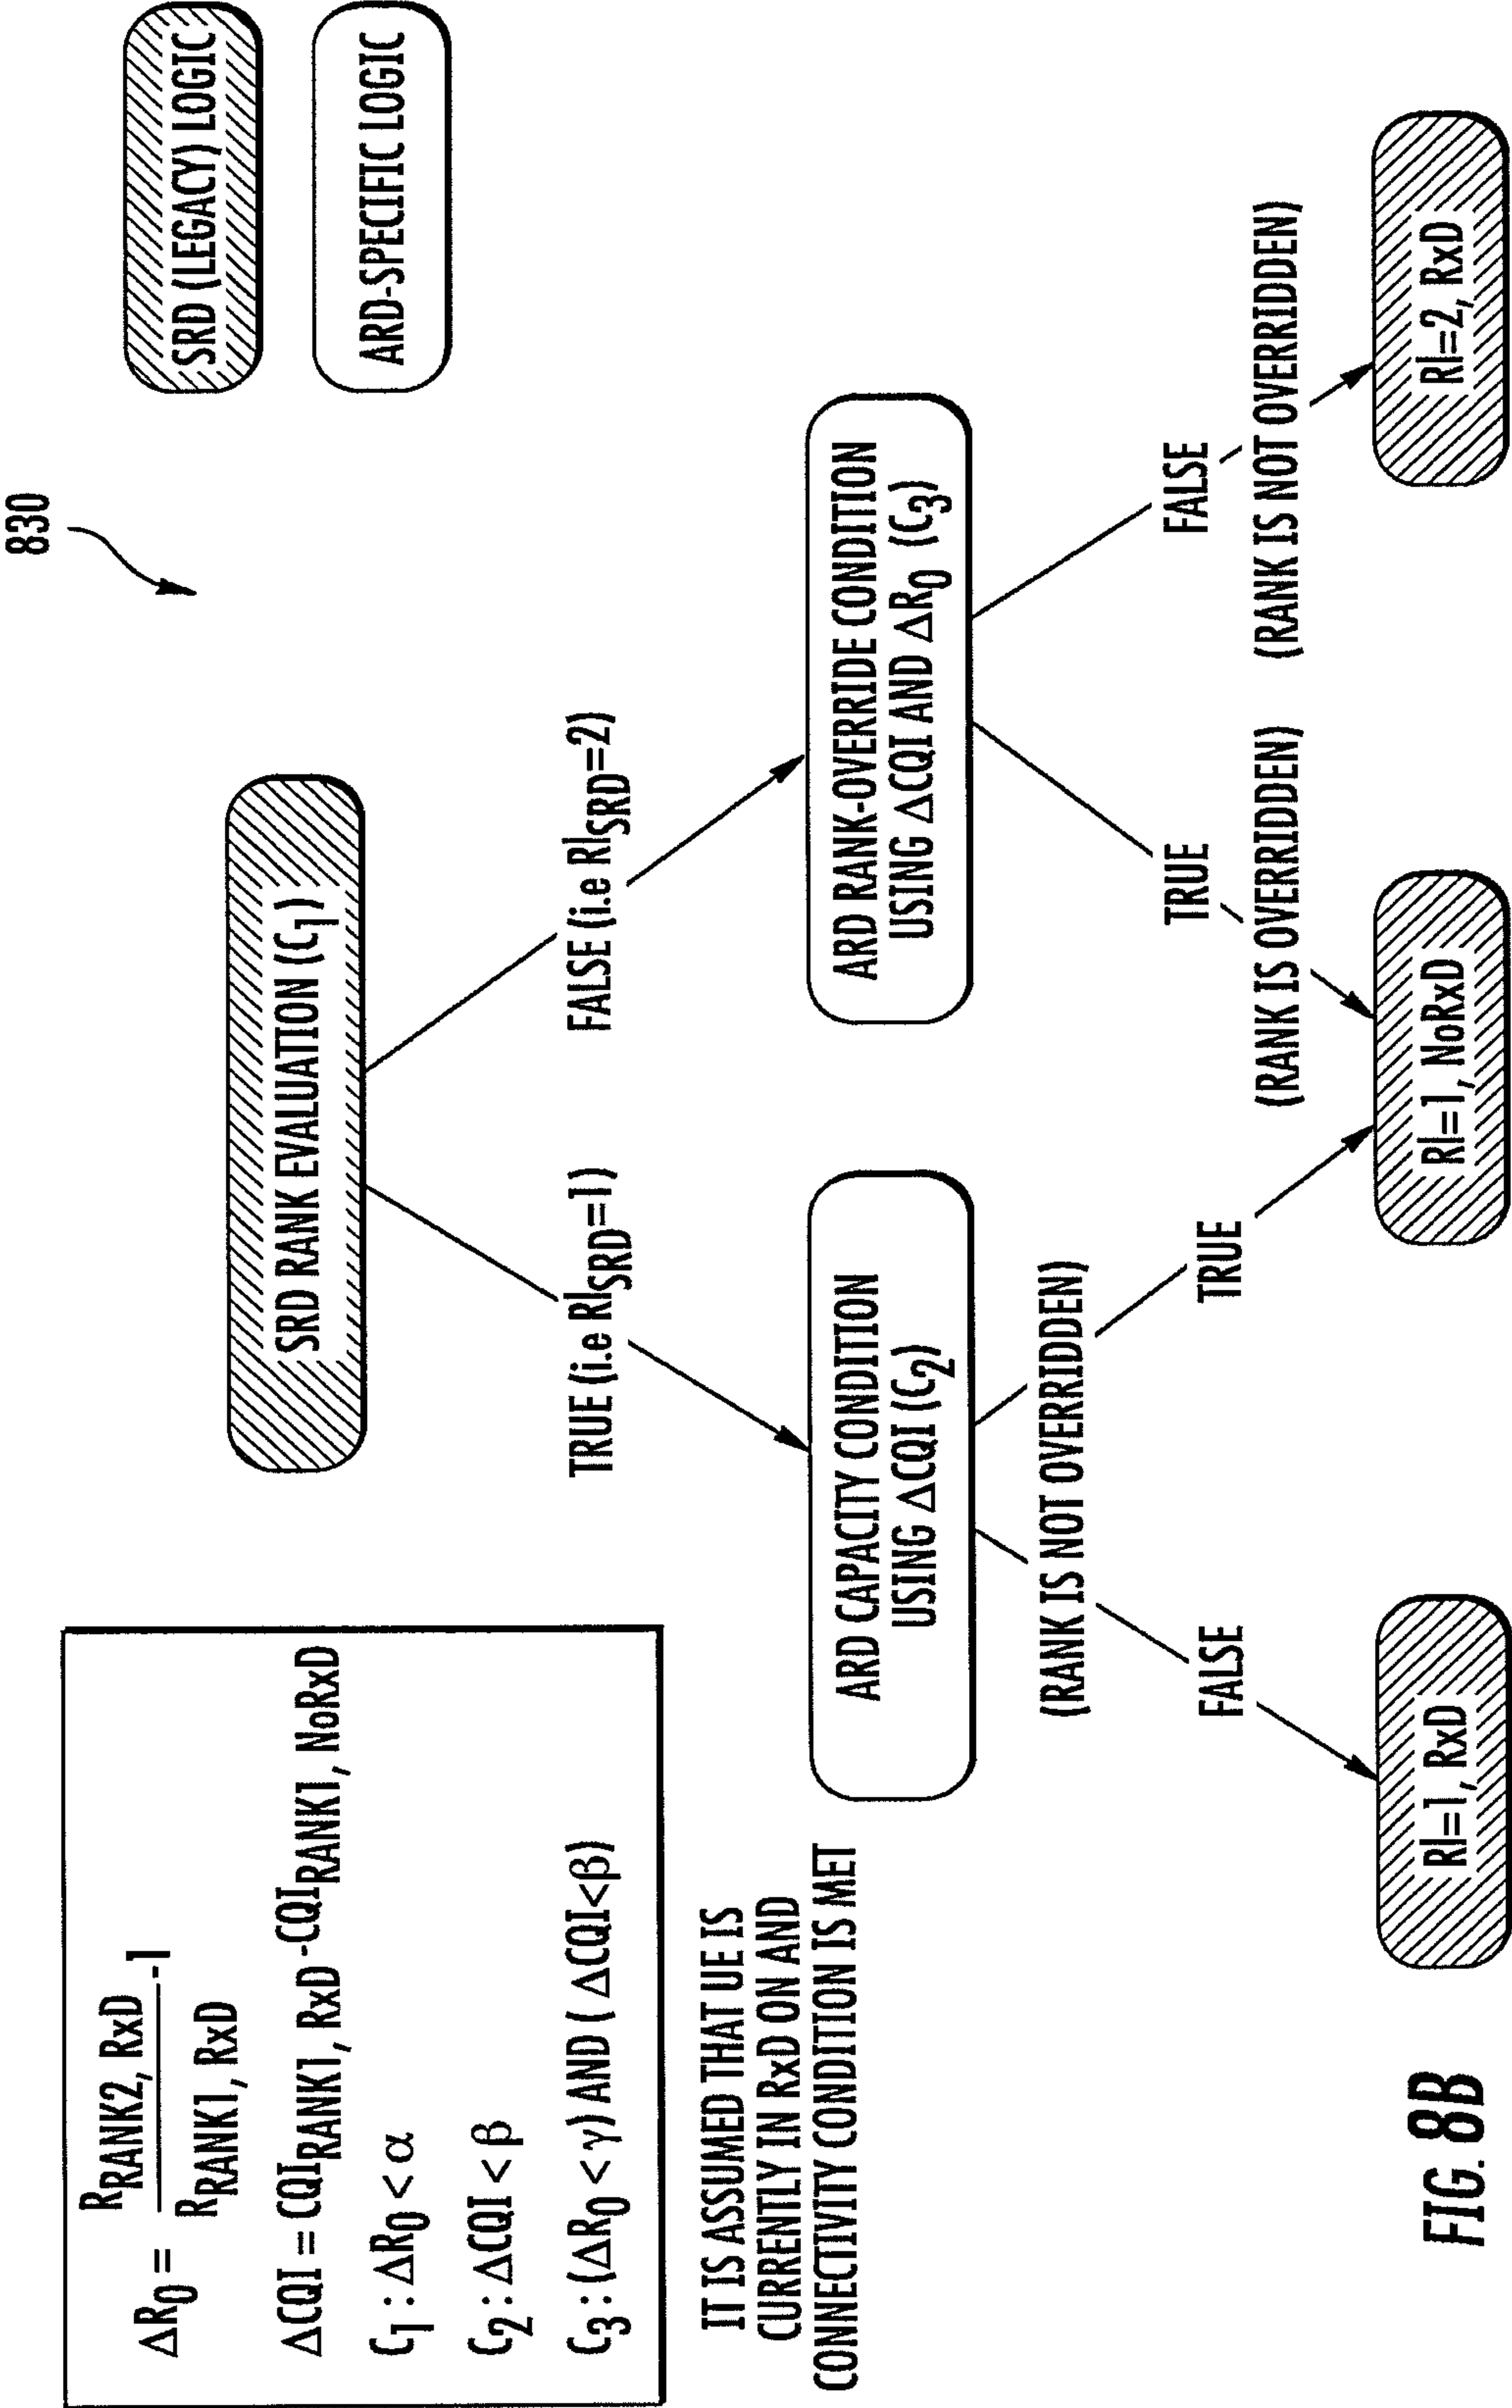 830
SRD (LEGACY) LOGIC
ARD-SPECIFIC LOGIC
ΔR0 = RRANK2, RxD
RRANK1, RxD
-1
ΔCQI = CQIRANK1, RxD -CQIRANK1, NoRxD
C1 : ΔR0 < α
C2 : ΔCQI < β
C3 : (ΔR0 < γ) AND (ΔCQI<β)
IT IS ASSUMED THAT UE IS
CURRENTLY IN RxD ON AND
CONNECTIVITY CONDITION IS MET
SRD RANK EVALUATION (C1)
TRUE (i.e RISRD=1)
FALSE (i.e RISRD=2)
ARD CAPACITY CONDITION
USING ΔCQI (C2)
ARD RANK-OVERRIDE CONDITION
USING ΔCQI AND ΔR0 (C3)
(RANK IS NOT OVERRIDDEN)
FALSE
TRUE
TRUE
(RANK IS OVERRIDDEN)
FALSE
(RANK IS NOT OVERRIDDEN)
RI=1, RxD
RI=1, NoRxD
RI=2, RxD
FIG. 8B